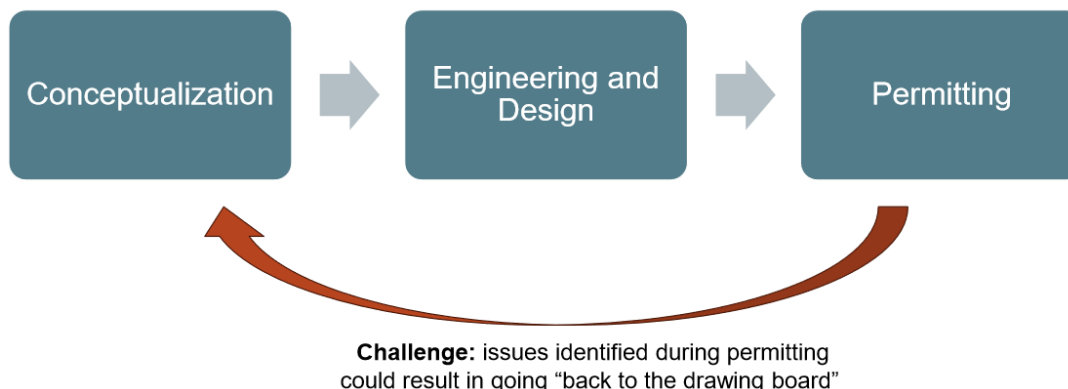 Conceptualization
Engineering and
Design
Permitting
Challenge: issues identified during permitting
could result in going “back to the drawing board”